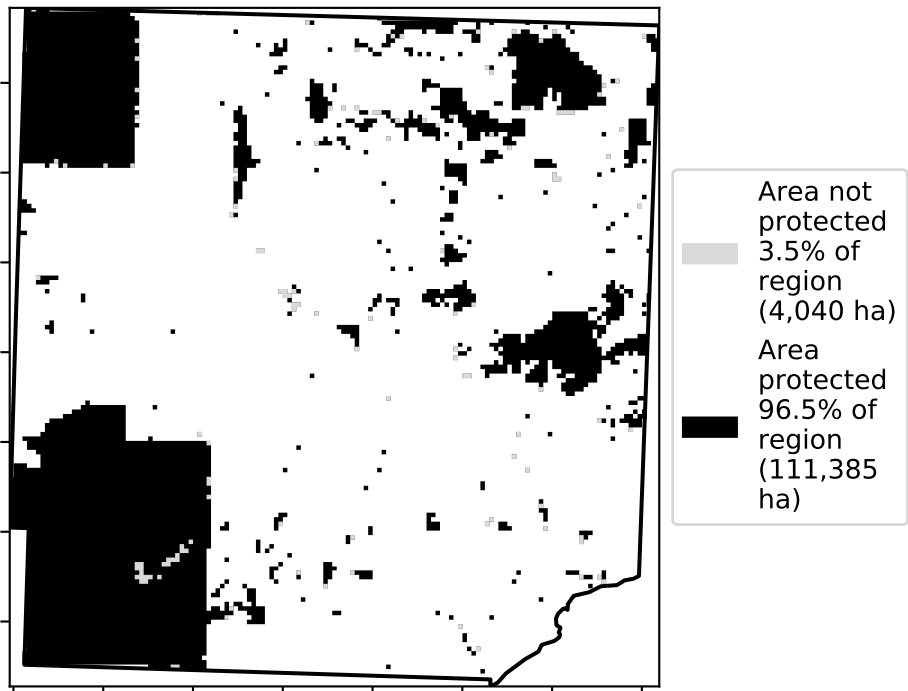 Area not
protected
3.5% of
region
(4,040 ha)
Area
protected
96.5% of
region
(111,385
ha)